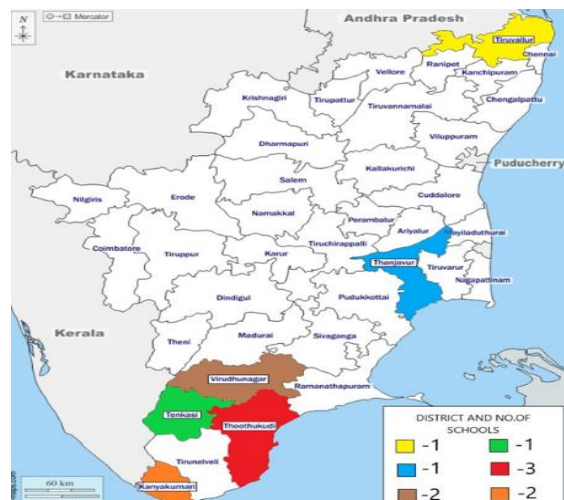 N
Mercator
Andhra Pradesh
Tiruvallur
Chennai
Ranipet
Vellore
Kanchipuram
Karnataka
Krishnagiri
Tirupattur
Tiruvannamalai
Chengalpattu
Dharmapuri
Viluppuram
Puducherry
Kallakurichi
Salem
Nilgiris
Erode
Namakkal
Cuddalore
Perambalur
Ariyalur
Mayiladuthurai
Coimbatore
Tiruppur
Karur
Tiruchirappalli
Thanjavur
Tiruvarur
Nagapattinam
Dindigul
Pudukkottai
Kerala
Theni
Madurai
Sivaganga
Virudhunagar
Ramanathapuram
Tenkasi
Thoothukudi
Tirunelveli
Kanyakumari
60 km
DISTRICT AND NO.OF
SCHOOLS
-1 -1
-1 -3
-2 -2